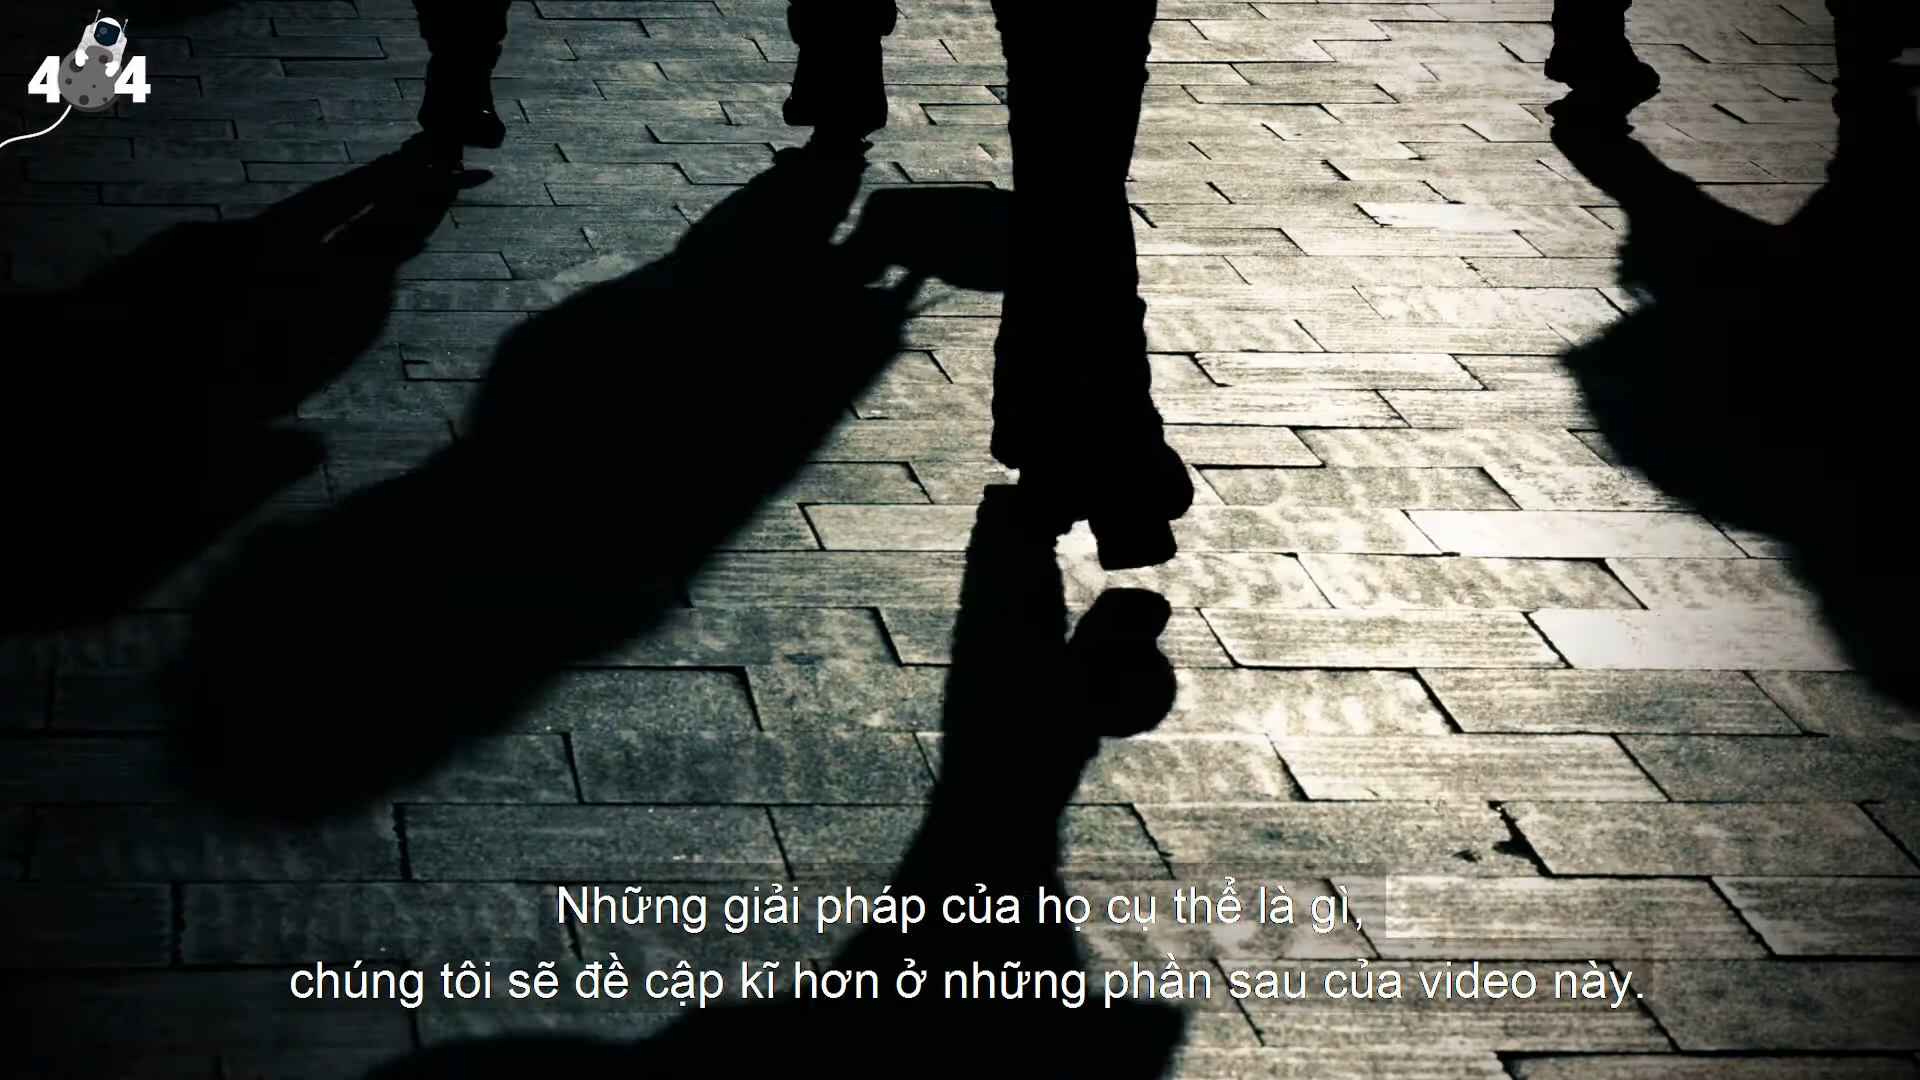 404
Những giải pháp của họ cụ thể là gì,
chúng tôi sẽ đề cập kĩ hơn ở những phần sau của video này.